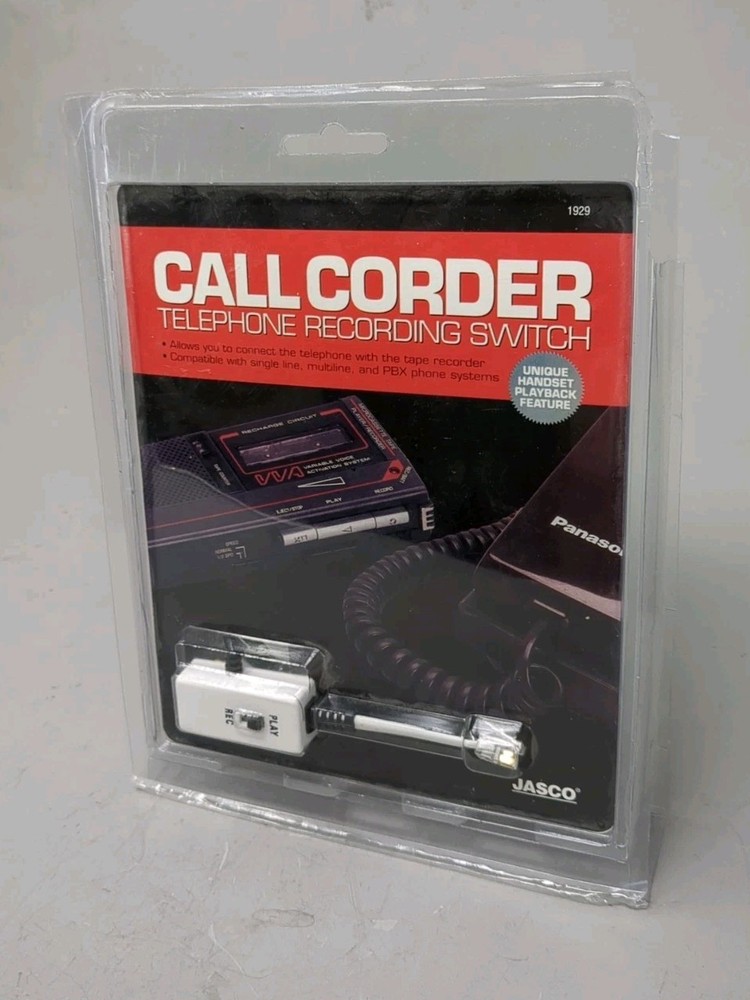 1929
CALL CORDER
TELEPHONE RECORDING SWITCH
• Allows you to connect the telephone with the tape recorder
• Compatible with single line, multiline, and PBX phone systems
UNIQUE
HANDSET
PLAYBACK
FEATURE
RECHARGE CIRCUIT
VVA
VARIABLE VOICE
ACTIVATION SYSTEM
PLAY
RECORD
Panaso
PLAY
REC
JASCO®